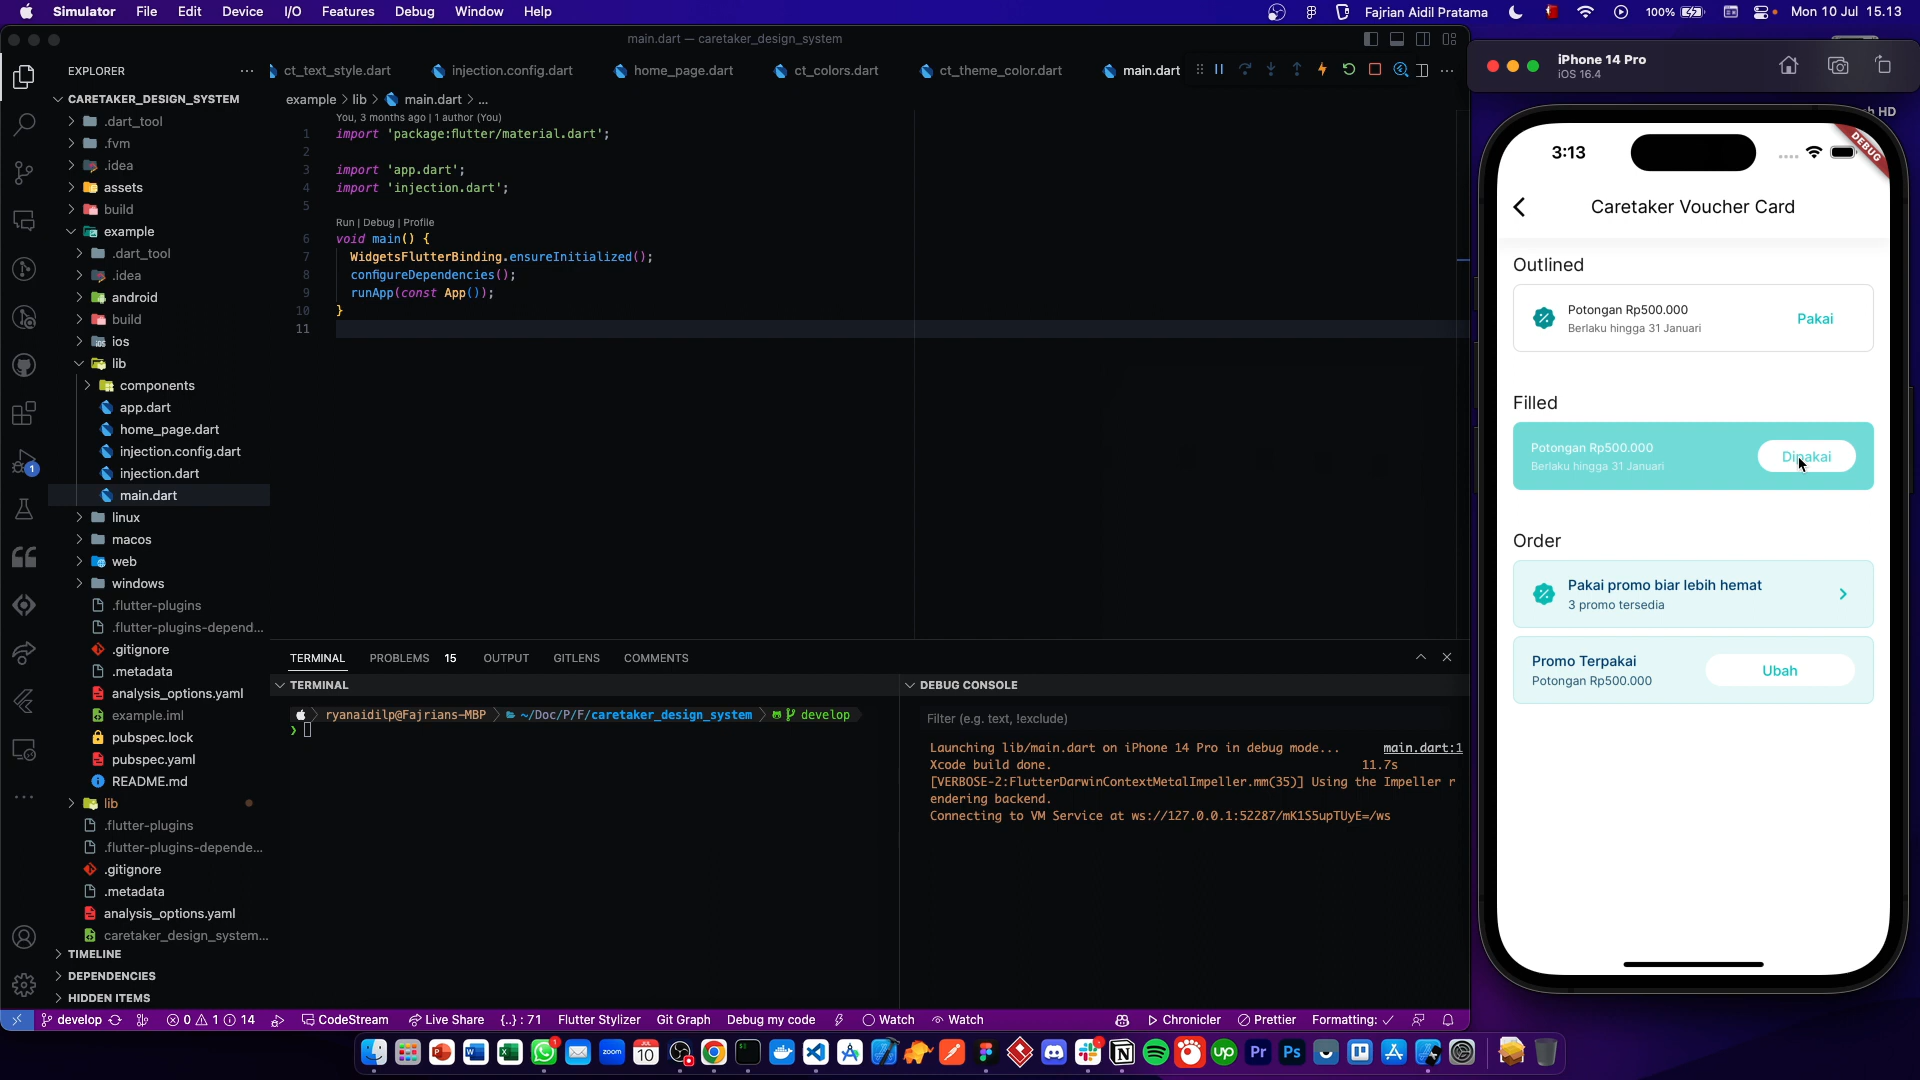 Simulator File Edit Device I/O Features Debug Window Help
Fajrian Aidil Pratama 100% Mon 10 Jul 15.13
main.dart — caretaker_design_system
EXPLORER
ct_text_style.dart injection.config.dart home_page.dart ct_colors.dart ct_theme_color.dart main.dart
CARETAKER_DESIGN_SYSTEM
.dart_tool
.fvm
.idea
assets
build
example
.dart_tool
.idea
android
build
ios
lib
components
app.dart
home_page.dart
injection.config.dart
injection.dart
main.dart
linux
macos
web
windows
.flutter-plugins
.flutter-plugins-depend...
.gitignore
.metadata
analysis_options.yaml
example.iml
pubspec.lock
pubspec.yaml
README.md
lib
.flutter-plugins
.flutter-plugins-depende...
.gitignore
.metadata
analysis_options.yaml
caretaker_design_system...
TIMELINE
DEPENDENCIES
HIDDEN ITEMS
1
example > lib > main.dart > ...
You, 3 months ago | 1 author (You)
1 import 'package:flutter/material.dart';
2
3 import 'app.dart';
4 import 'injection.dart';
5
Run | Debug | Profile
6 void main() {
7 WidgetsFlutterBinding.ensureInitialized();
8 configureDependencies();
9 runApp(const App());
10 }
11
TERMINAL PROBLEMS 15 OUTPUT GITLENS COMMENTS
TERMINAL
ryanaidilp@Fajrians-MBP ~/Doc/P/F/caretaker_design_system develop
DEBUG CONSOLE
Filter (e.g. text, !exclude)
Launching lib/main.dart on iPhone 14 Pro in debug mode... main.dart:1
Xcode build done. 11.7s
[VERBOSE-2:FlutterDarwinContextMetalImpeller.mm(35)] Using the Impeller r
endering backend.
Connecting to VM Service at ws://127.0.0.1:52287/mK1S5upTUyE=/ws
develop 0 1 14 CodeStream Live Share {..} : 71 Flutter Stylizer Git Graph Debug my code Watch Watch Chronicler Prettier Formatting: ✓
iPhone 14 Pro
iOS 16.4
HD
3:13
DEBUG
Caretaker Voucher Card
Outlined
Potongan Rp500.000
Berlaku hingga 31 Januari
Pakai
Filled
Potongan Rp500.000
Berlaku hingga 31 Januari
Dipakai
Order
Pakai promo biar lebih hemat
3 promo tersedia
Promo Terpakai
Potongan Rp500.000
Ubah
zoom JUL 10 up Pr Ps
1